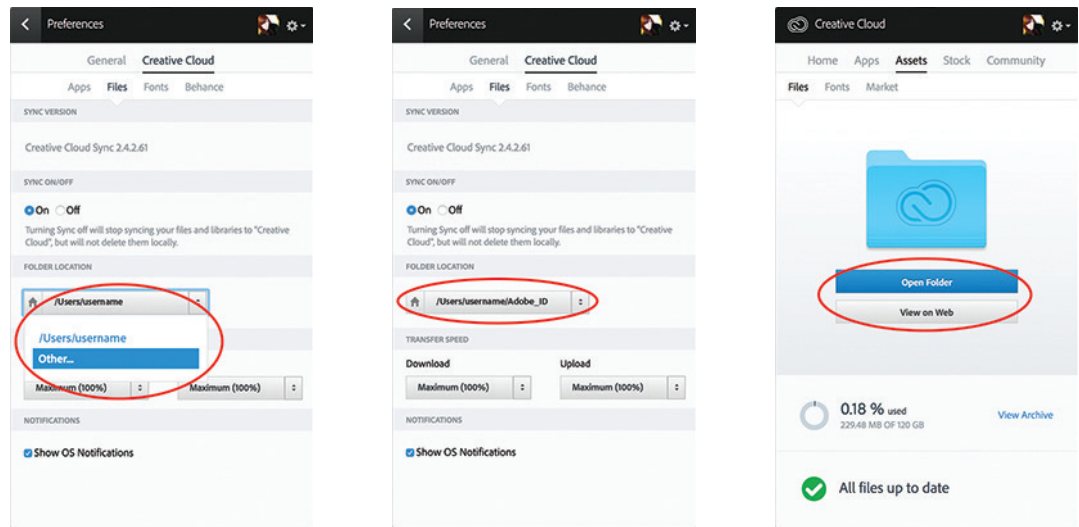 Preferences
General Creative Cloud
Apps Files Fonts Behance
SYNC VERSION
Creative Cloud Sync 2.4.2.61
SYNC ON/OFF
On Off
Turning Sync off will stop syncing your files and libraries to "Creative
Cloud", but will not delete them locally.
FOLDER LOCATION
/Users/username
/Users/username
Other...
Maximum (100%) Maximum (100%)
NOTIFICATIONS
Show OS Notifications
Preferences
General Creative Cloud
Apps Files Fonts Behance
SYNC VERSION
Creative Cloud Sync 2.4.2.61
SYNC ON/OFF
On Off
Turning Sync off will stop syncing your files and libraries to "Creative
Cloud", but will not delete them locally.
FOLDER LOCATION
/Users/username/Adobe_ID
TRANSFER SPEED
Download Upload
Maximum (100%) Maximum (100%)
NOTIFICATIONS
Show OS Notifications
Creative Cloud
Home Apps Assets Stock Community
Files Fonts Market
Open Folder
View on Web
0.18 % used
229.48 MB OF 120 GB
View Archive
All files up to date